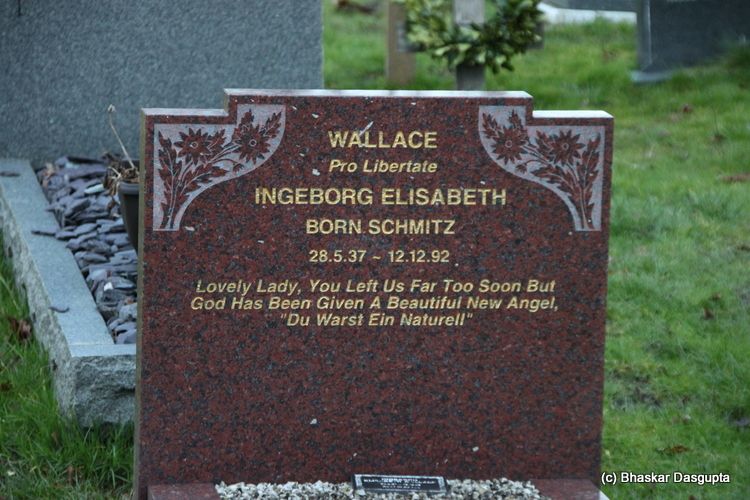 WALLACE
Pro Libertate
INGEBORG ELISABETH
BORN SCHMITZ
28.5.37 ~ 12.12.92
Lovely Lady, You Left Us Far Too Soon But
God Has Been Given A Beautiful New Angel,
"Du Warst Ein Naturell"
(c) Bhaskar Dasgupta